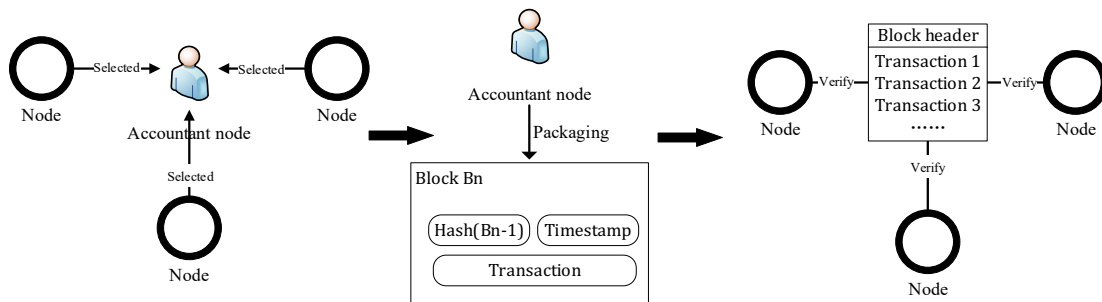 Selected
Selected
Node
Node
Accountant node
Selected
Node
Accountant node
Packaging
Block Bn
Hash(Bn-1)
Timestamp
Transaction
Block header
Transaction 1
Transaction 2
Transaction 3
......
Verify
Verify
Node
Node
Verify
Node